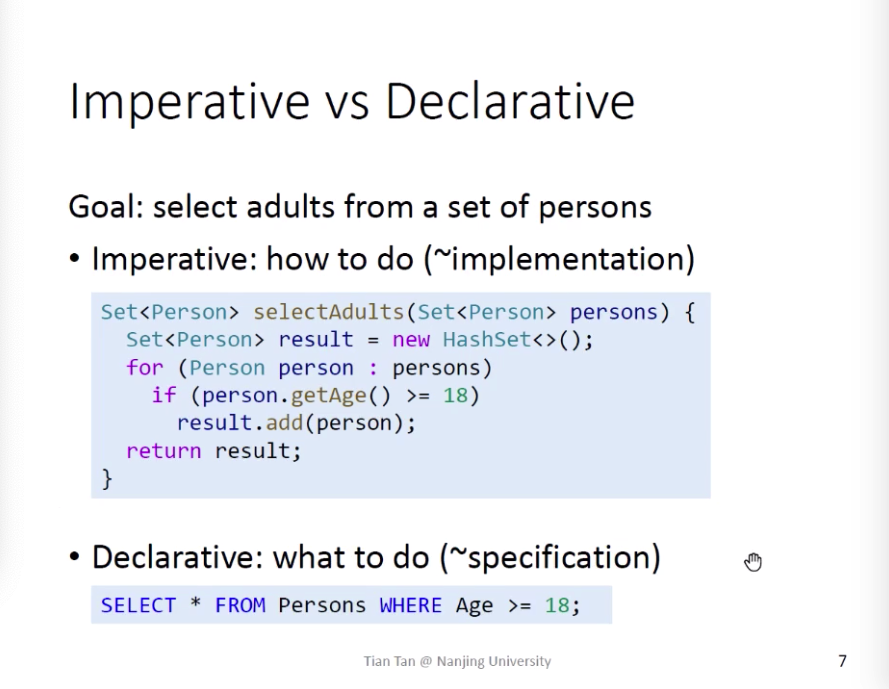 Imperative vs Declarative
Goal: select adults from a set of persons
• Imperative: how to do (~implementation)
Set<Person> selectAdults(Set<Person> persons) {
  Set<Person> result = new HashSet<>();
  for (Person person : persons)
    if (person.getAge() >= 18)
      result.add(person);
  return result;
}
• Declarative: what to do (~specification)
SELECT * FROM Persons WHERE Age >= 18;
Tian Tan @ Nanjing University
7